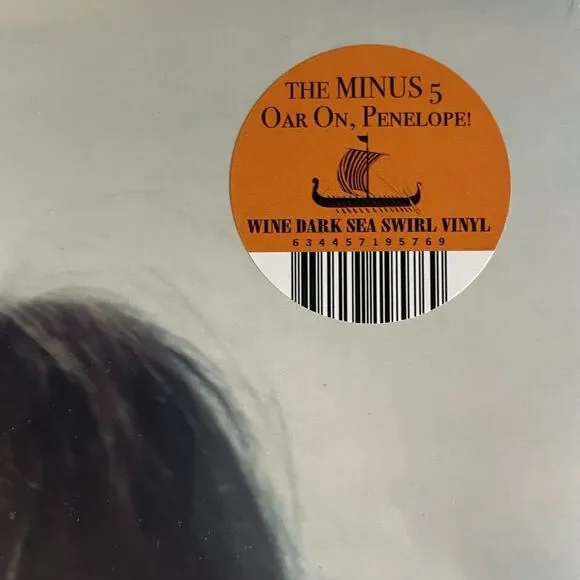 THE MINUS 5
OAR ON, PENELOPE!
WINE DARK SEA SWIRL VINYL
634457195769